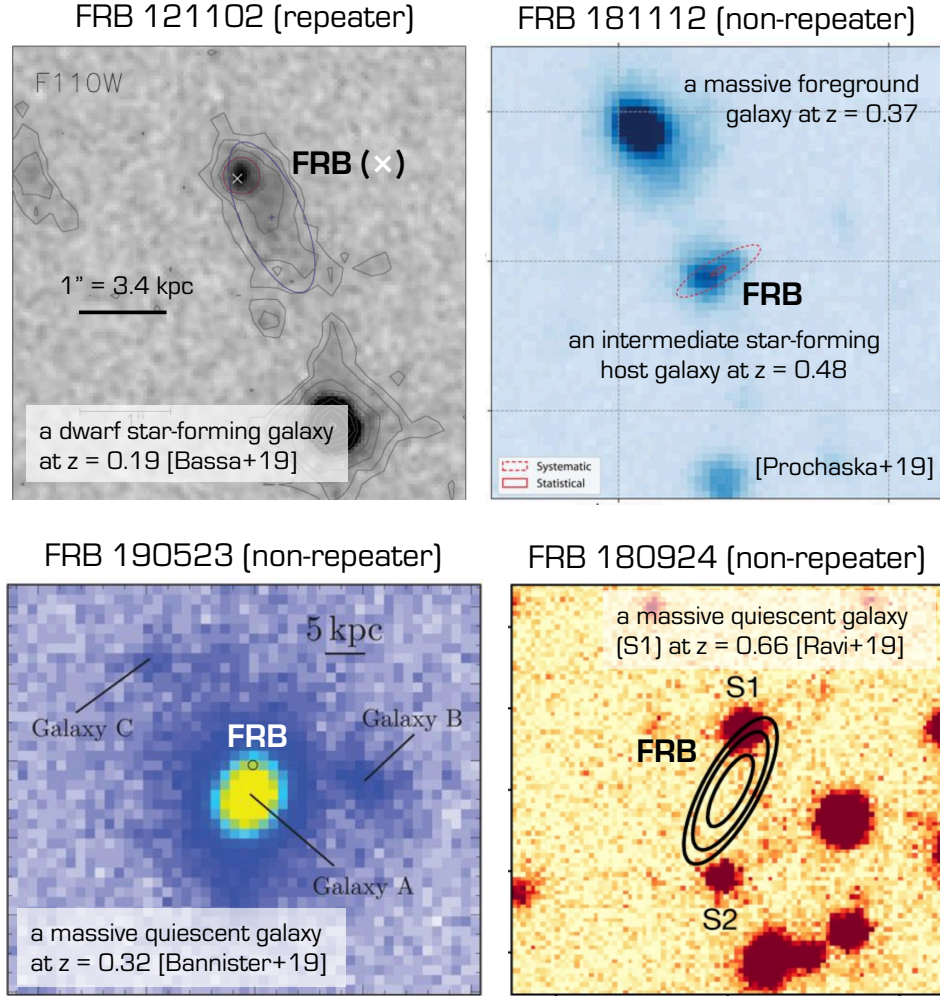 FRB 121102 (repeater)
F110W
FRB (×)
1” = 3.4 kpc
a dwarf star-forming galaxy
at z = 0.19 [Bassa+19]
FRB 181112 (non-repeater)
a massive foreground
galaxy at z = 0.37
FRB
an intermediate star-forming
host galaxy at z = 0.48
Systematic
Statistical
[Prochaska+19]
FRB 190523 (non-repeater)
5 kpc
Galaxy C
FRB
Galaxy B
Galaxy A
a massive quiescent galaxy
at z = 0.32 [Bannister+19]
FRB 180924 (non-repeater)
a massive quiescent galaxy
(S1) at z = 0.66 [Ravi+19]
S1
FRB
S2